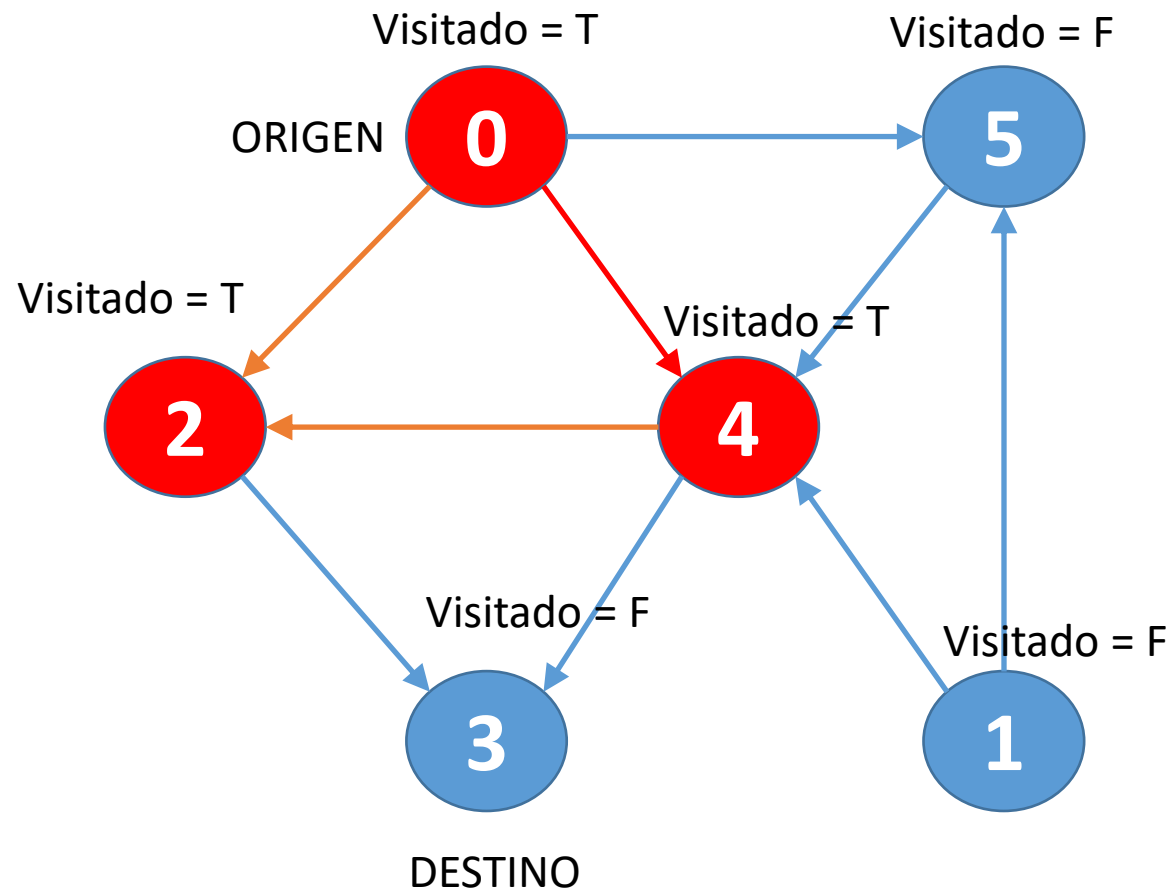 Visitado = T
Visitado = F
ORIGEN
0
5
Visitado = T
Visitado = T
2
4
Visitado = F
Visitado = F
3
1
DESTINO